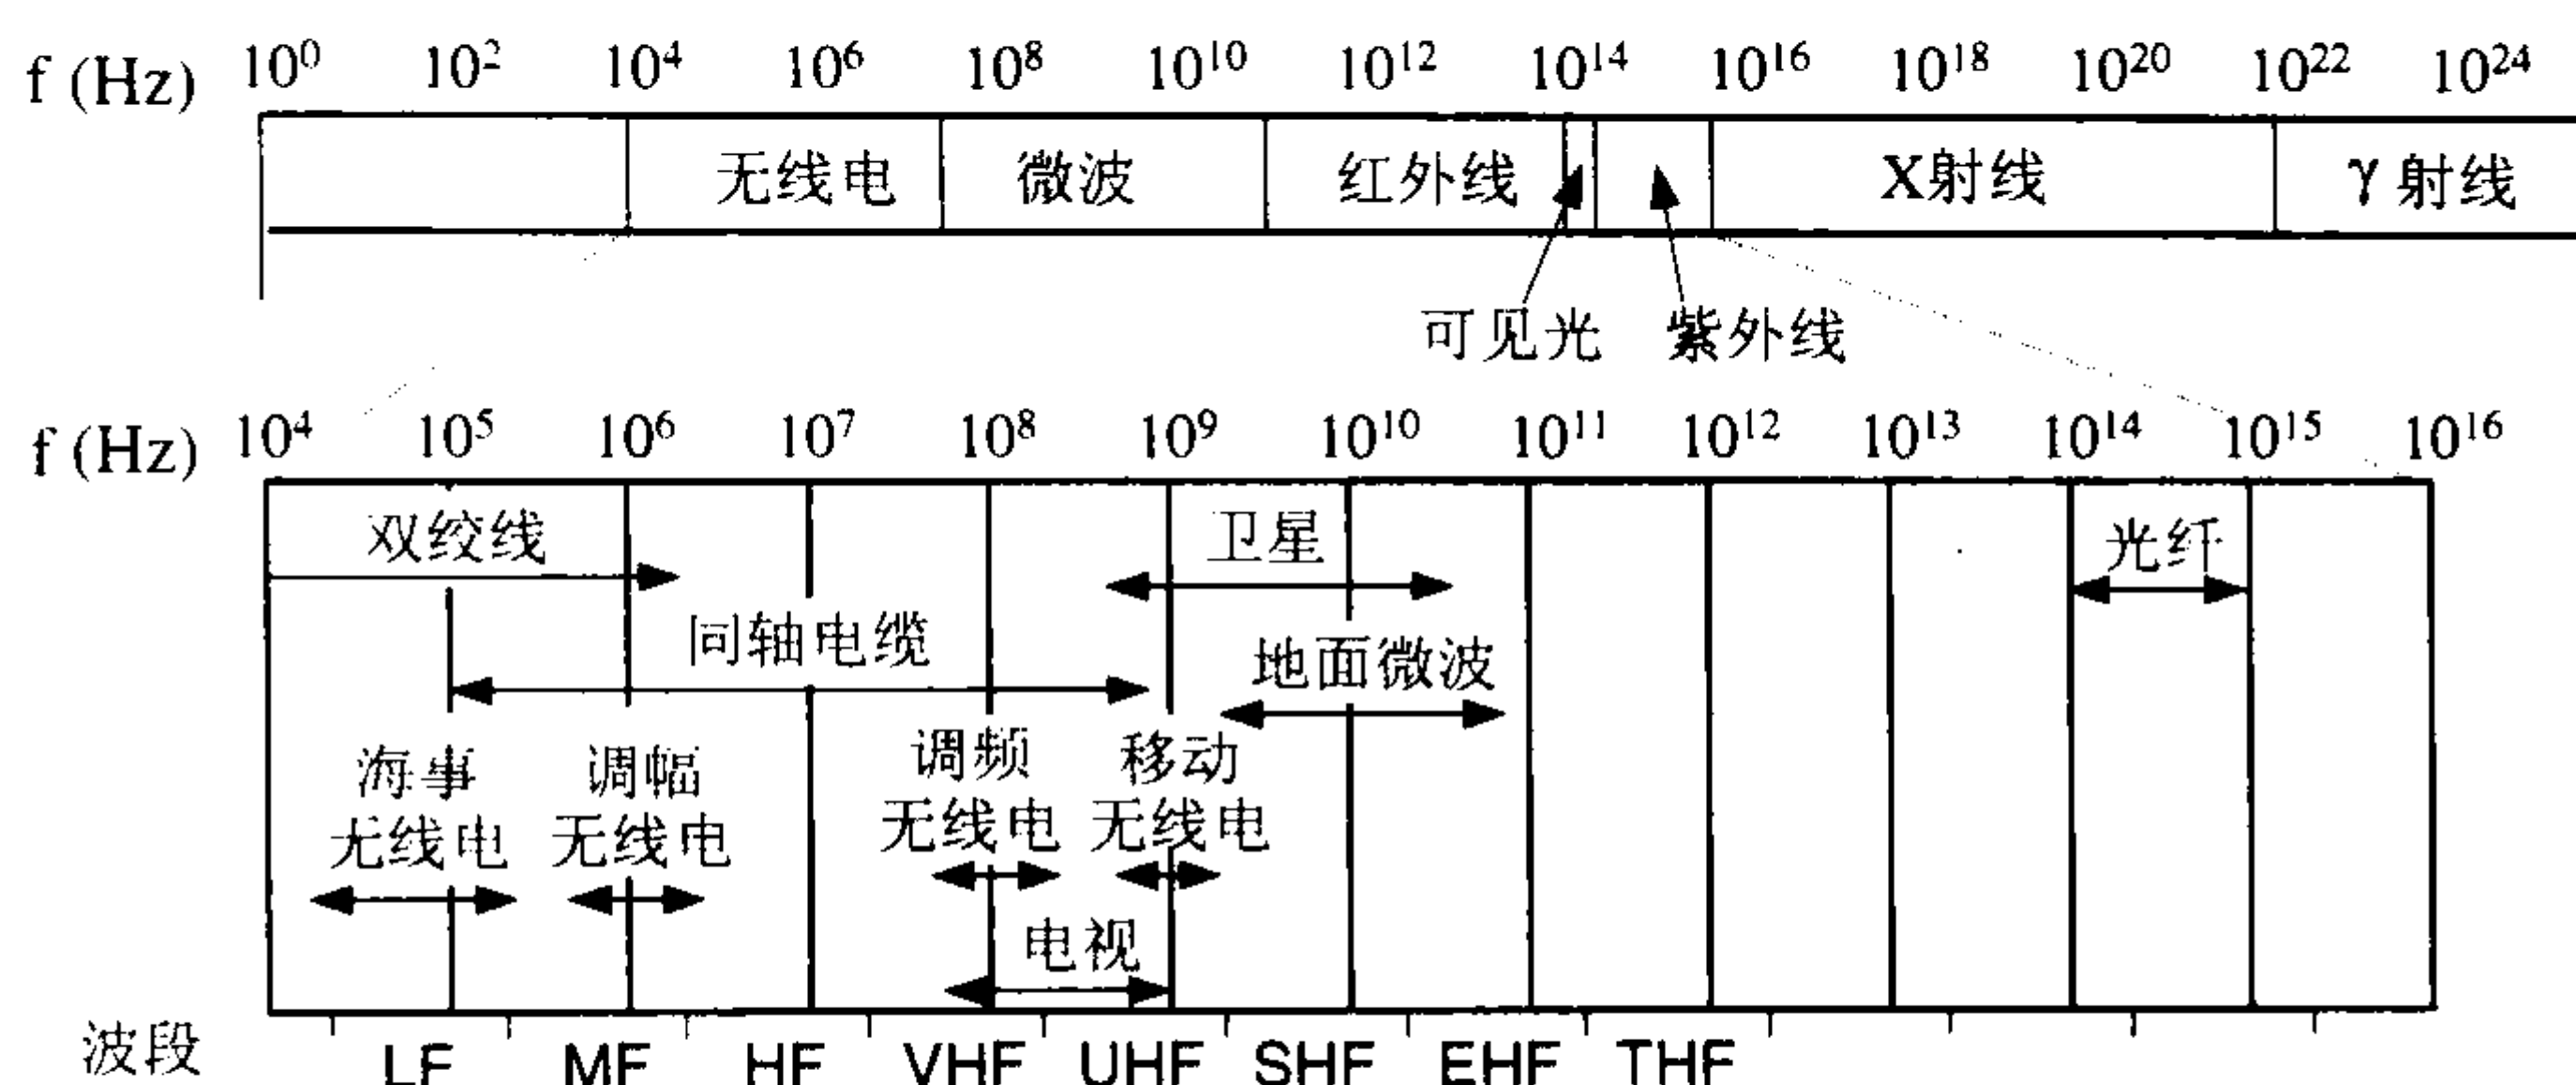 f (Hz) 10⁰ 10² 10⁴ 10⁶ 10⁸ 10¹⁰ 10¹² 10¹⁴ 10¹⁶ 10¹⁸ 10²⁰ 10²² 10²⁴
无线电 微波 红外线 X射线 γ射线
可见光 紫外线
f (Hz) 10⁴ 10⁵ 10⁶ 10⁷ 10⁸ 10⁹ 10¹⁰ 10¹¹ 10¹² 10¹³ 10¹⁴ 10¹⁵ 10¹⁶
双绞线 卫星 光纤
同轴电缆 地面微波
海事 调幅 调频 移动
无线电 无线电 无线电 无线电
电视
波段 LF MF HF VHF UHF SHF EHF THF